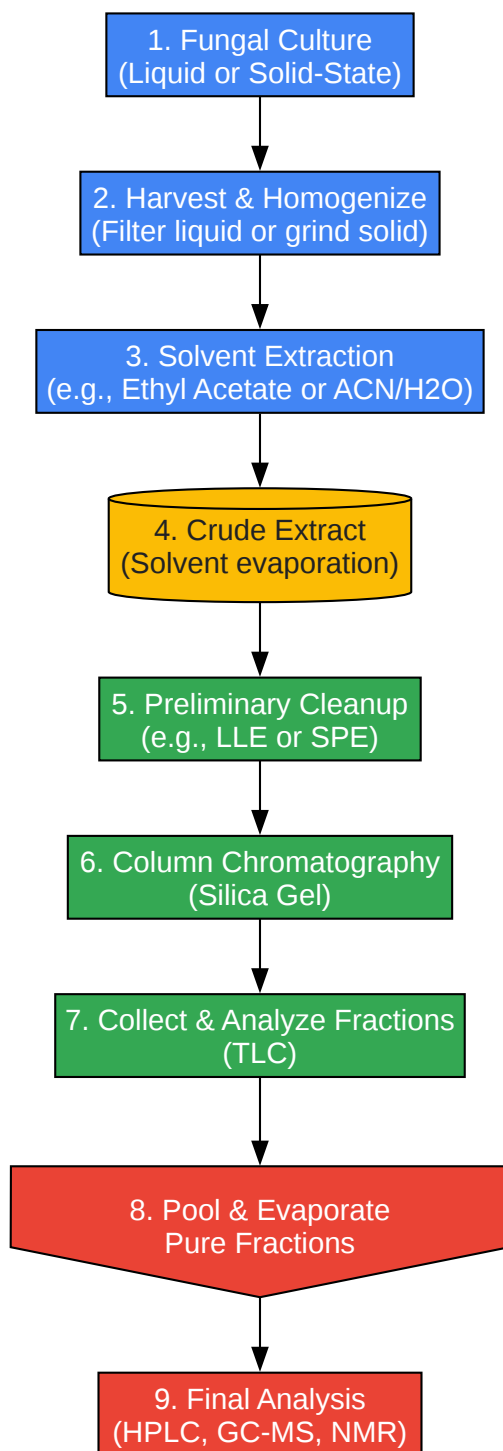 1. Fungal Culture
(Liquid or Solid-State)
2. Harvest & Homogenize
(Filter liquid or grind solid)
3. Solvent Extraction
(e.g., Ethyl Acetate or ACN/H2O)
4. Crude Extract
(Solvent evaporation)
5. Preliminary Cleanup
(e.g., LLE or SPE)
6. Column Chromatography
(Silica Gel)
7. Collect & Analyze Fractions
(TLC)
8. Pool & Evaporate
Pure Fractions
9. Final Analysis
(HPLC, GC-MS, NMR)